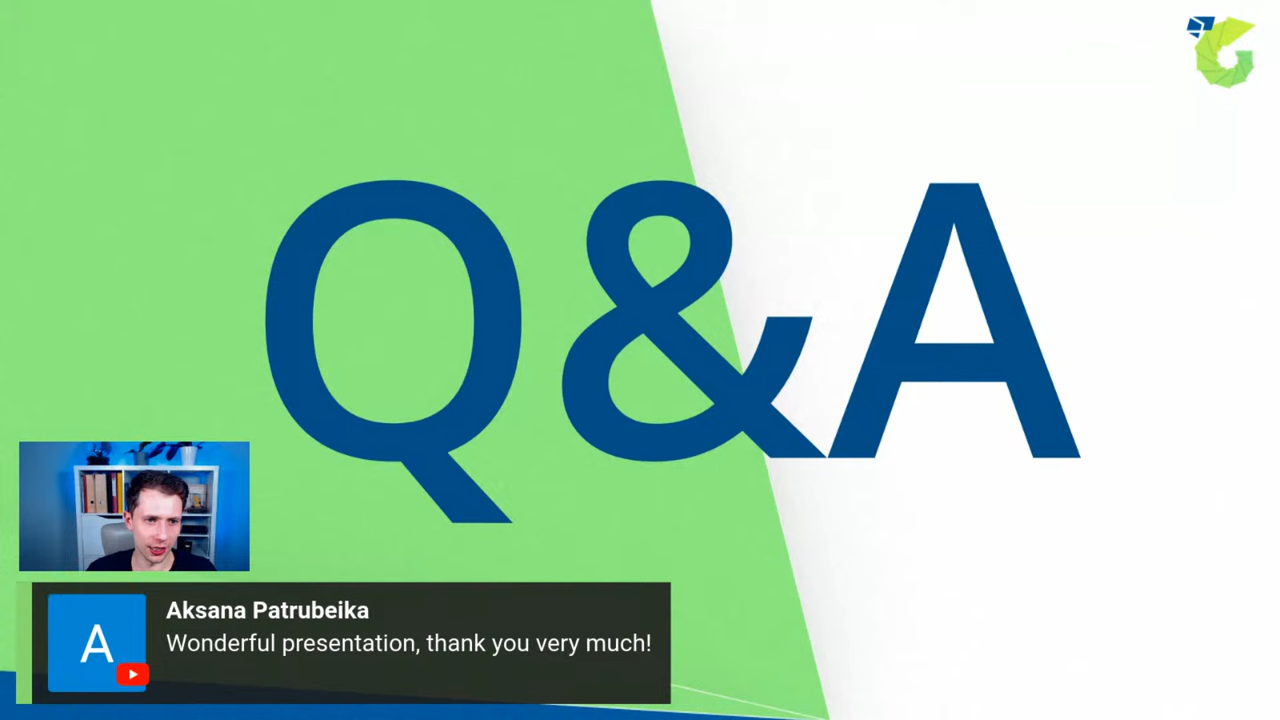 Q&A
A
Aksana Patrubeika
Wonderful presentation, thank you very much!